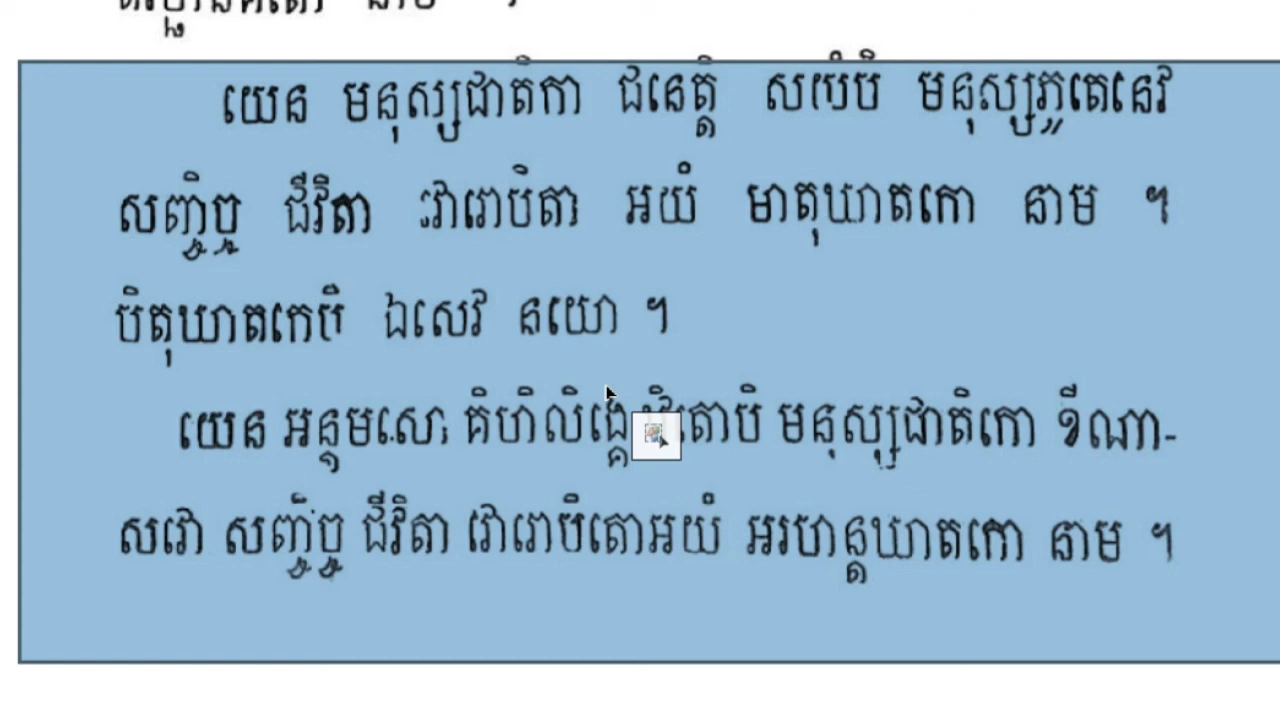 យេន មនុស្សជាតិកា ជនេត្តិ សយំបិ មនុស្សភូតេនេវ
សញ្ចិច្ច ជីវិតា វោរោបិតា អយំ មាតុឃាតកោ នាម ។
បិតុឃាតកេបិ ឯសេវ នយោ ។
យេន អន្តមសោ គិហិលិង្គេ ឋិតោបិ មនុស្សជាតិកោ ខីណា-
សវោ សញ្ចិច្ច ជីវិតា វោរោបិតោអយំ អរហន្តឃាតកោ នាម ។